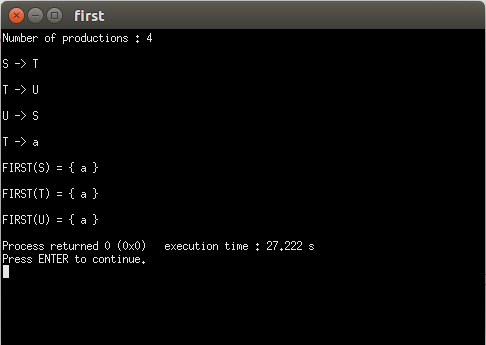 first
Number of productions : 4
S -> T
T -> U
U -> S
T -> a
FIRST(S) = { a }
FIRST(T) = { a }
FIRST(U) = { a }
Process returned 0 (0x0)   execution time : 27.222 s
Press ENTER to continue.